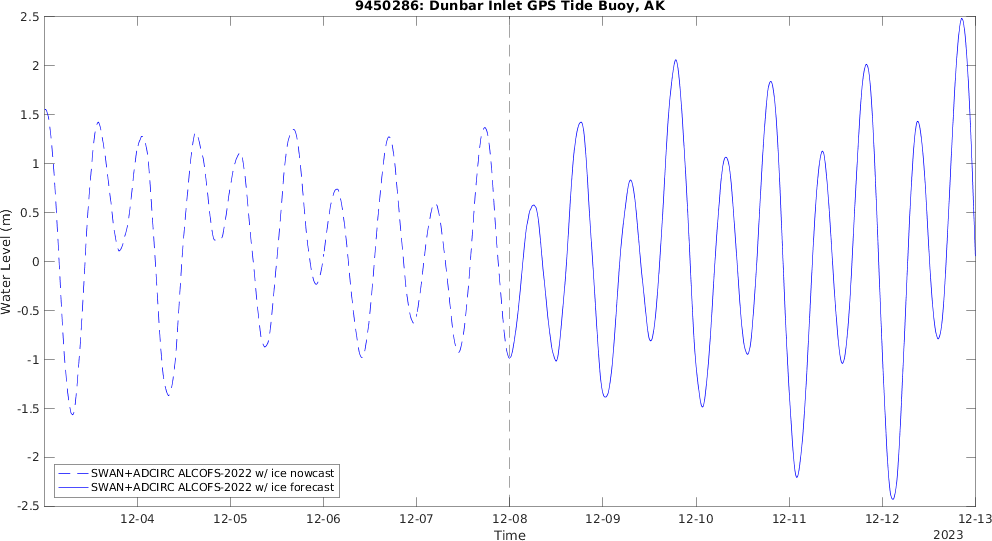 9450286: Dunbar Inlet GPS Tide Buoy, AK
Water Level (m)
2.5
2
1.5
1
0.5
0
-0.5
-1
-1.5
-2
-2.5
SWAN+ADCIRC ALCOFS-2022 w/ ice nowcast
SWAN+ADCIRC ALCOFS-2022 w/ ice forecast
12-04 12-05 12-06 12-07 12-08 12-09 12-10 12-11 12-12 12-13
Time
2023